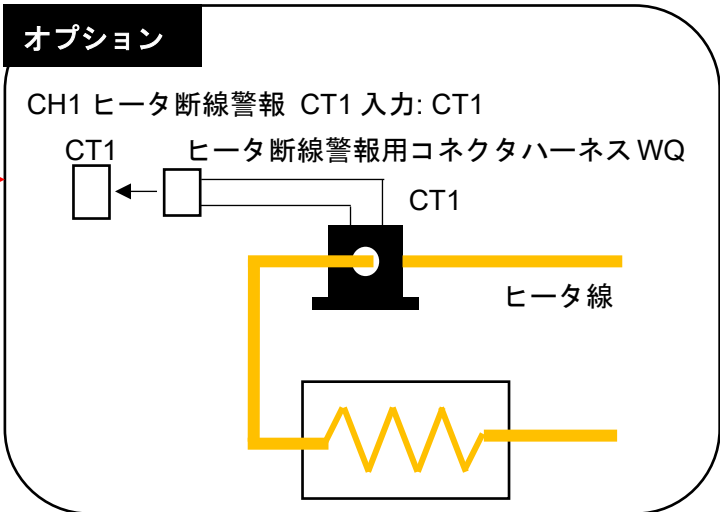 オプション
CH1 ヒータ断線警報 CT1 入力: CT1
CT1 ヒータ断線警報用コネクタハーネス WQ
CT1
ヒータ線